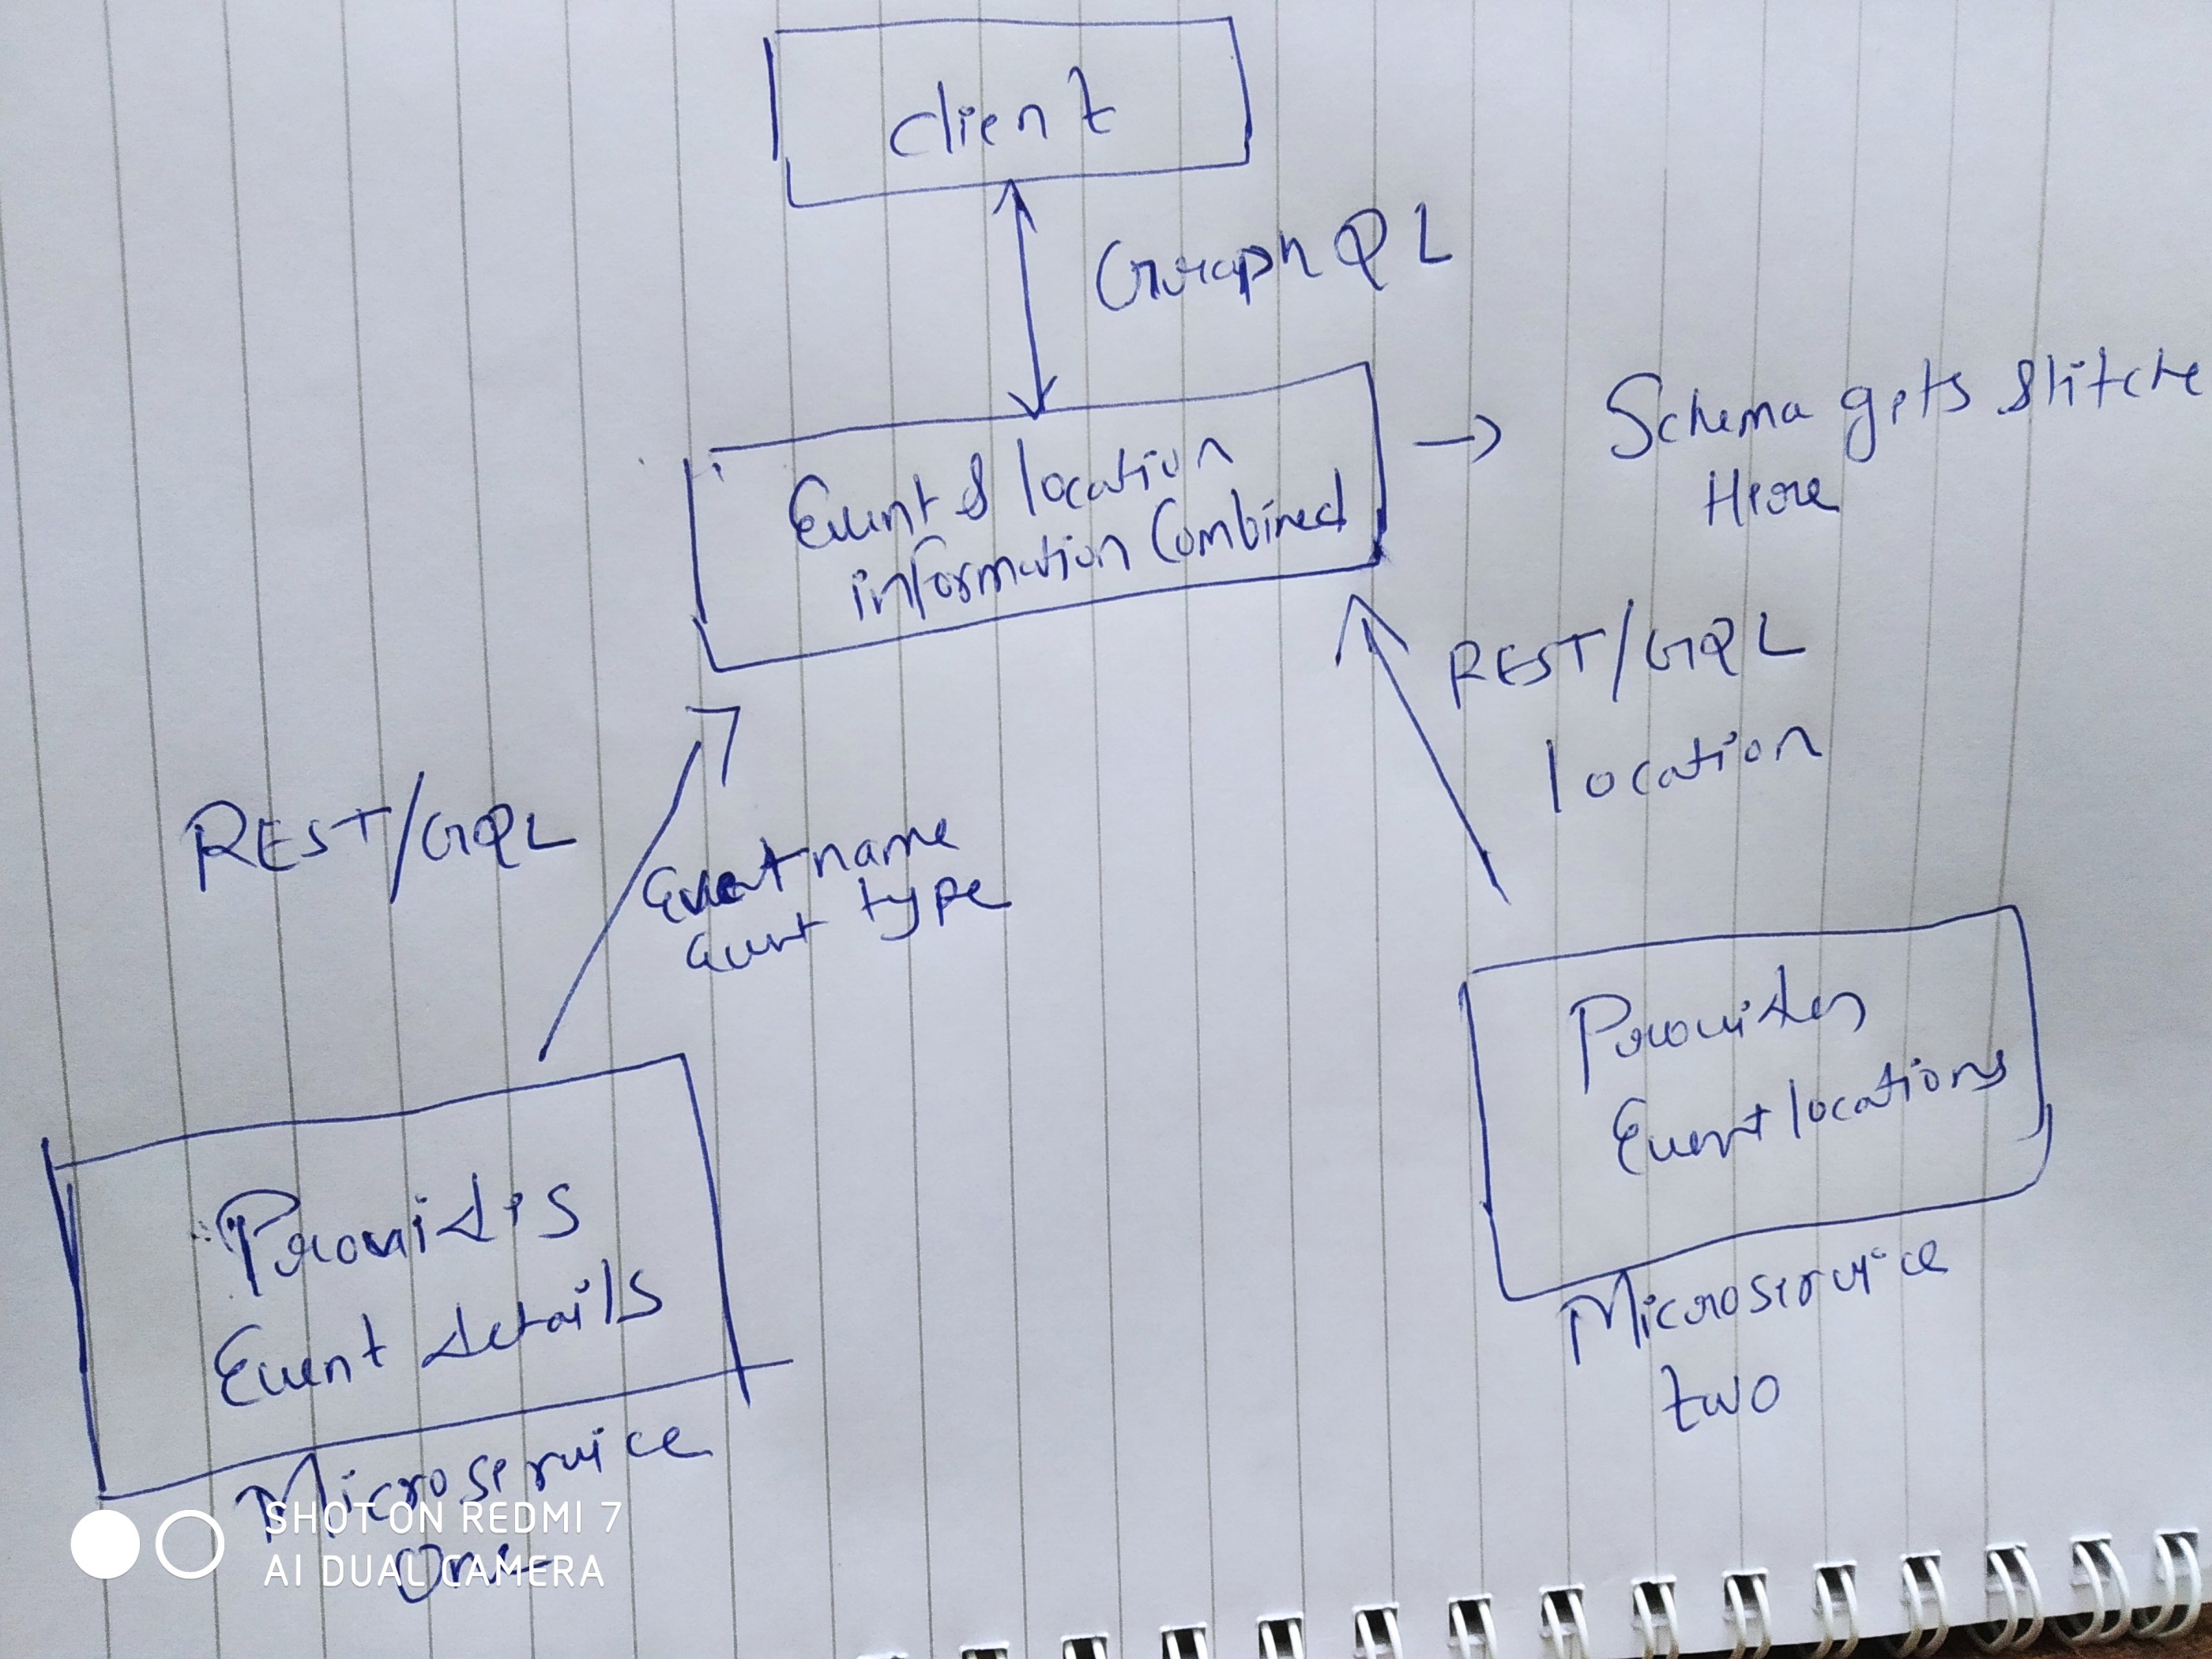 client
GraphQL
Event & location
information Combined
→ Schema gets stitche
Here
REST/GQL
location
REST/GQL
Event name
Event type
Provides
Event locations
Microservice
two
Provides
Event details
Microservice
One
SHOT ON REDMI 7
AI DUAL CAMERA